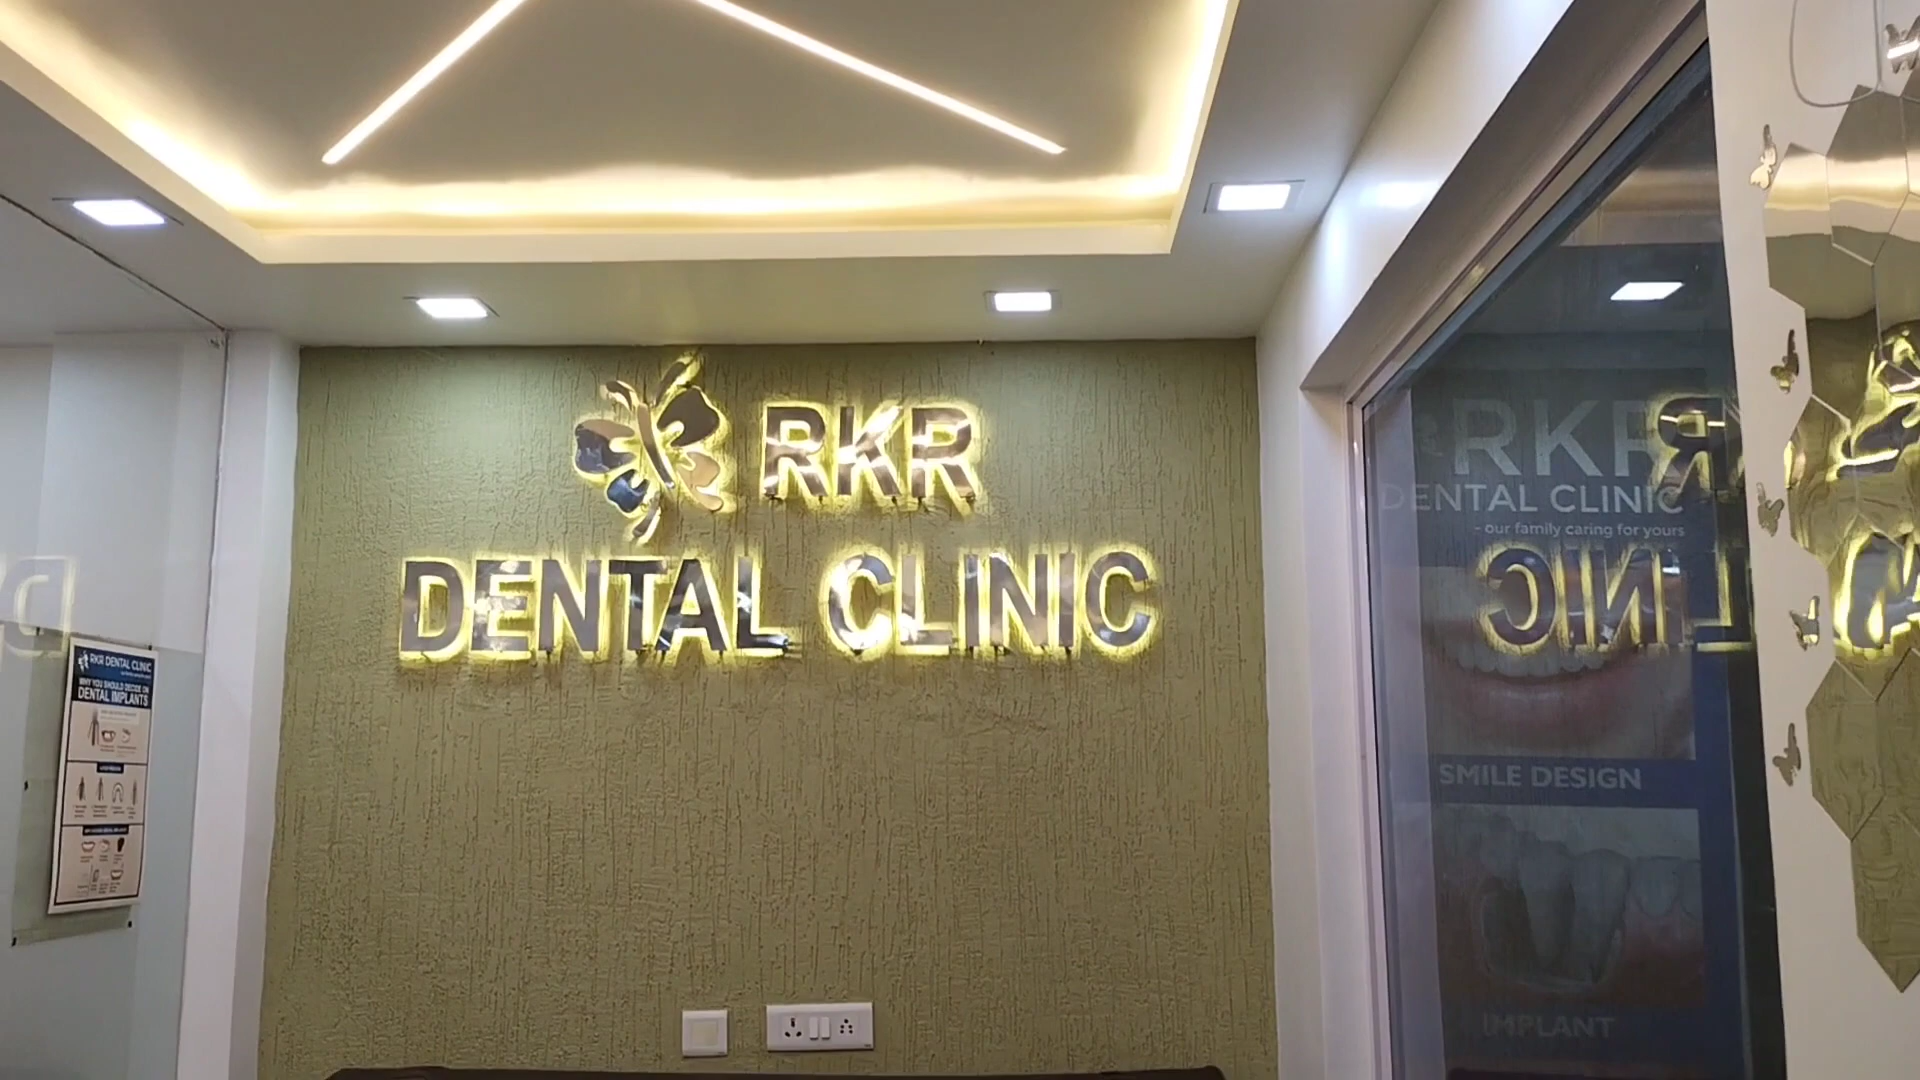 RKR
DENTAL CLINIC
RKR DENTAL CLINIC
WHY YOU SHOULD DECIDE ON
DENTAL IMPLANTS
RKR
DENTAL CLINIC
- our family caring for yours
SMILE DESIGN
IMPLANT